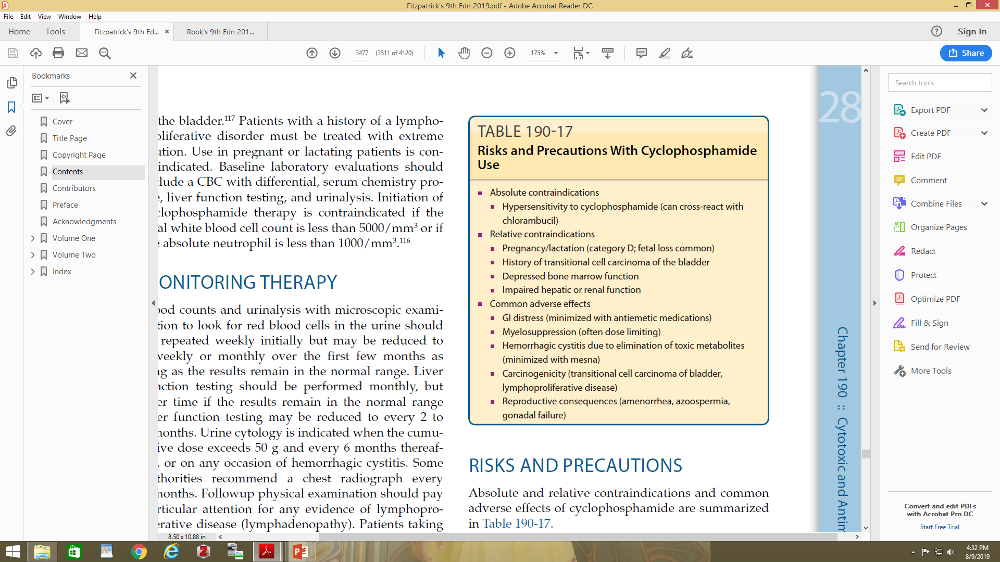 Fitzpatrick's 9th Edn 2019.pdf - Adobe Acrobat Reader DC
File Edit View Window Help
Home Tools Fitzpatrick's 9th Ed... Rook's 9th Edn 201... Sign In
3477 (3511 of 4120) 175% Share
Bookmarks
Cover
Title Page
Copyright Page
Contents
Contributors
Preface
Acknowledgments
Volume One
Volume Two
Index
the bladder.117 Patients with a history of a lympho-
oliferative disorder must be treated with extreme
ution. Use in pregnant or lactating patients is con-
indicated. Baseline laboratory evaluations should
clude a CBC with differential, serum chemistry pro-
e, liver function testing, and urinalysis. Initiation of
clophosphamide therapy is contraindicated if the
al white blood cell count is less than 5000/mm3 or if
e absolute neutrophil is less than 1000/mm3.116
ONITORING THERAPY
ood counts and urinalysis with microscopic exami-
tion to look for red blood cells in the urine should
repeated weekly initially but may be reduced to
weekly or monthly over the first few months as
ng as the results remain in the normal range. Liver
nction testing should be performed monthly, but
er time if the results remain in the normal range
er function testing may be reduced to every 2 to
months. Urine cytology is indicated when the cumu-
ive dose exceeds 50 g and every 6 months thereaf-
, or on any occasion of hemorrhagic cystitis. Some
thorities recommend a chest radiograph every
months. Followup physical examination should pay
rticular attention for any evidence of lymphopro-
erative disease (lymphadenopathy). Patients taking
TABLE 190-17
Risks and Precautions With Cyclophosphamide
Use
Absolute contraindications
Hypersensitivity to cyclophosphamide (can cross-react with
chlorambucil)
Relative contraindications
Pregnancy/lactation (category D; fetal loss common)
History of transitional cell carcinoma of the bladder
Depressed bone marrow function
Impaired hepatic or renal function
Common adverse effects
GI distress (minimized with antiemetic medications)
Myelosuppression (often dose limiting)
Hemorrhagic cystitis due to elimination of toxic metabolites
(minimized with mesna)
Carcinogenicity (transitional cell carcinoma of bladder,
lymphoproliferative disease)
Reproductive consequences (amenorrhea, azoospermia,
gonadal failure)
RISKS AND PRECAUTIONS
Absolute and relative contraindications and common
adverse effects of cyclophosphamide are summarized
in Table 190-17.
28
Chapter 190 :: Cytotoxic and Antim
8.50 x 10.88 in
Search tools
Export PDF
Create PDF
Edit PDF
Comment
Combine Files
Organize Pages
Redact
Protect
Optimize PDF
Fill & Sign
Send for Review
More Tools
Convert and edit PDFs
with Acrobat Pro DC
Start Free Trial
4:32 PM
8/9/2019